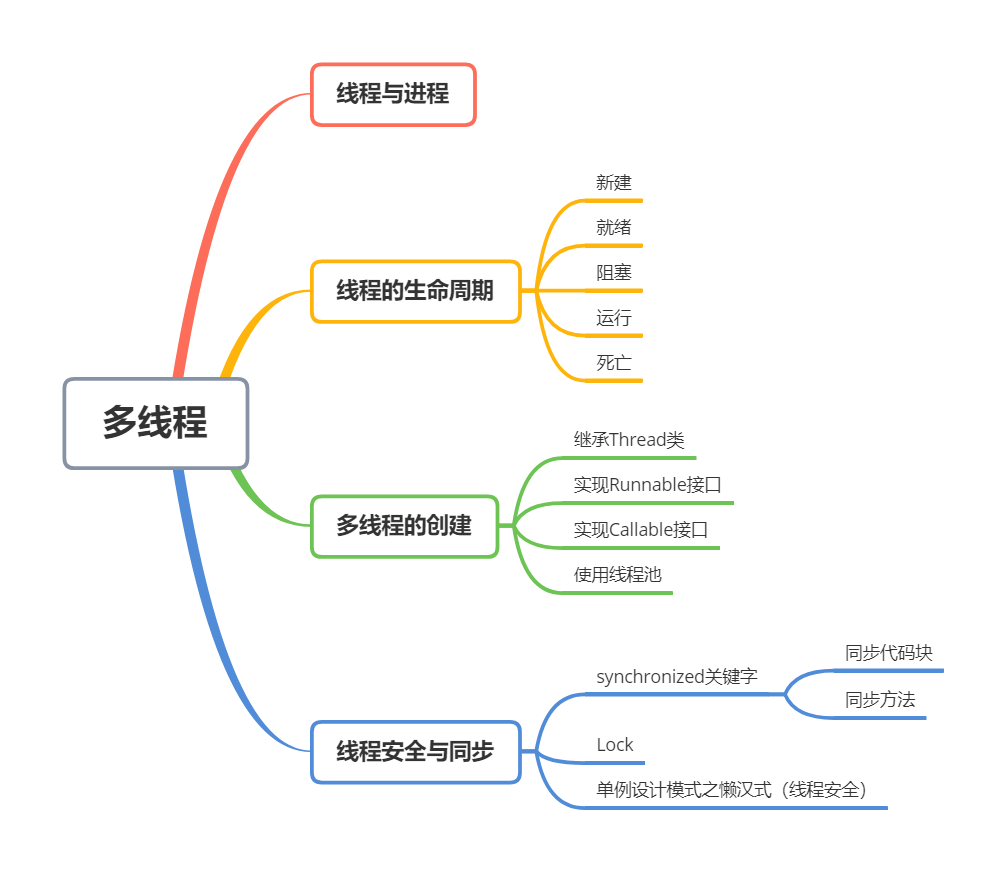 多线程
线程与进程
线程的生命周期
新建
就绪
阻塞
运行
死亡
多线程的创建
继承Thread类
实现Runnable接口
实现Callable接口
使用线程池
线程安全与同步
synchronized关键字
同步代码块
同步方法
Lock
单例设计模式之懒汉式（线程安全）